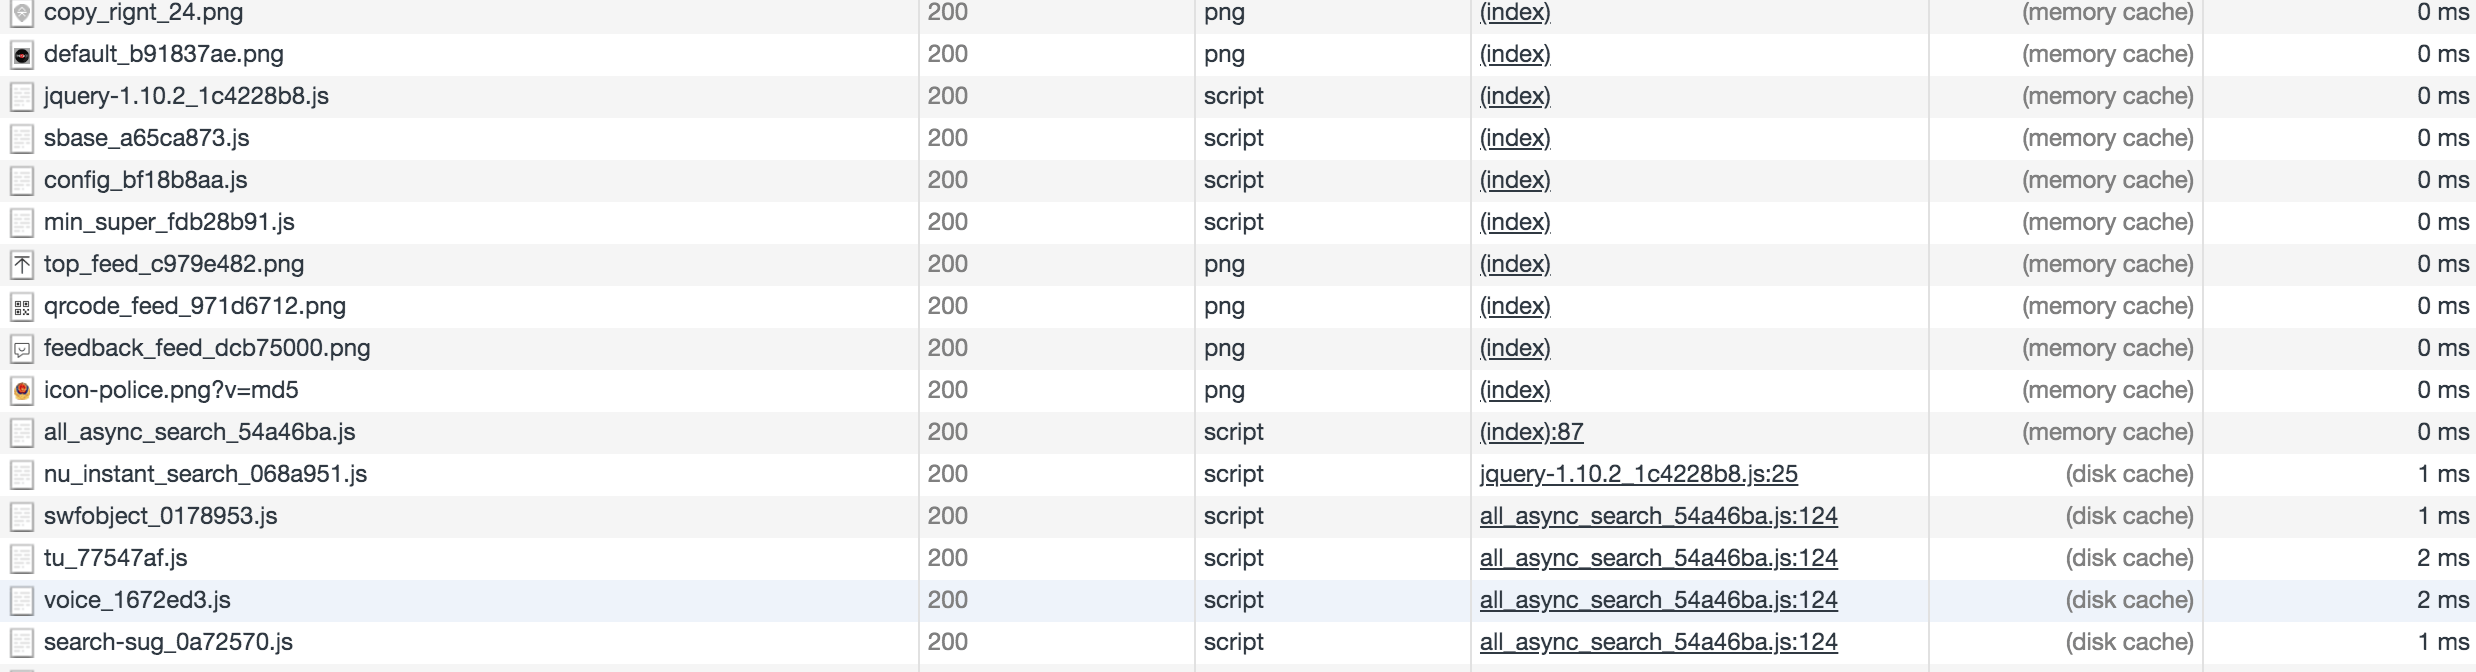 copy_rignt_24.png 200 png (index) (memory cache) 0 ms
default_b91837ae.png 200 png (index) (memory cache) 0 ms
jquery-1.10.2_1c4228b8.js 200 script (index) (memory cache) 0 ms
sbase_a65ca873.js 200 script (index) (memory cache) 0 ms
config_bf18b8aa.js 200 script (index) (memory cache) 0 ms
min_super_fdb28b91.js 200 script (index) (memory cache) 0 ms
top_feed_c979e482.png 200 png (index) (memory cache) 0 ms
qrcode_feed_971d6712.png 200 png (index) (memory cache) 0 ms
feedback_feed_dcb75000.png 200 png (index) (memory cache) 0 ms
icon-police.png?v=md5 200 png (index) (memory cache) 0 ms
all_async_search_54a46ba.js 200 script (index):87 (memory cache) 0 ms
nu_instant_search_068a951.js 200 script jquery-1.10.2_1c4228b8.js:25 (disk cache) 1 ms
swfobject_0178953.js 200 script all_async_search_54a46ba.js:124 (disk cache) 1 ms
tu_77547af.js 200 script all_async_search_54a46ba.js:124 (disk cache) 2 ms
voice_1672ed3.js 200 script all_async_search_54a46ba.js:124 (disk cache) 2 ms
search-sug_0a72570.js 200 script all_async_search_54a46ba.js:124 (disk cache) 1 ms